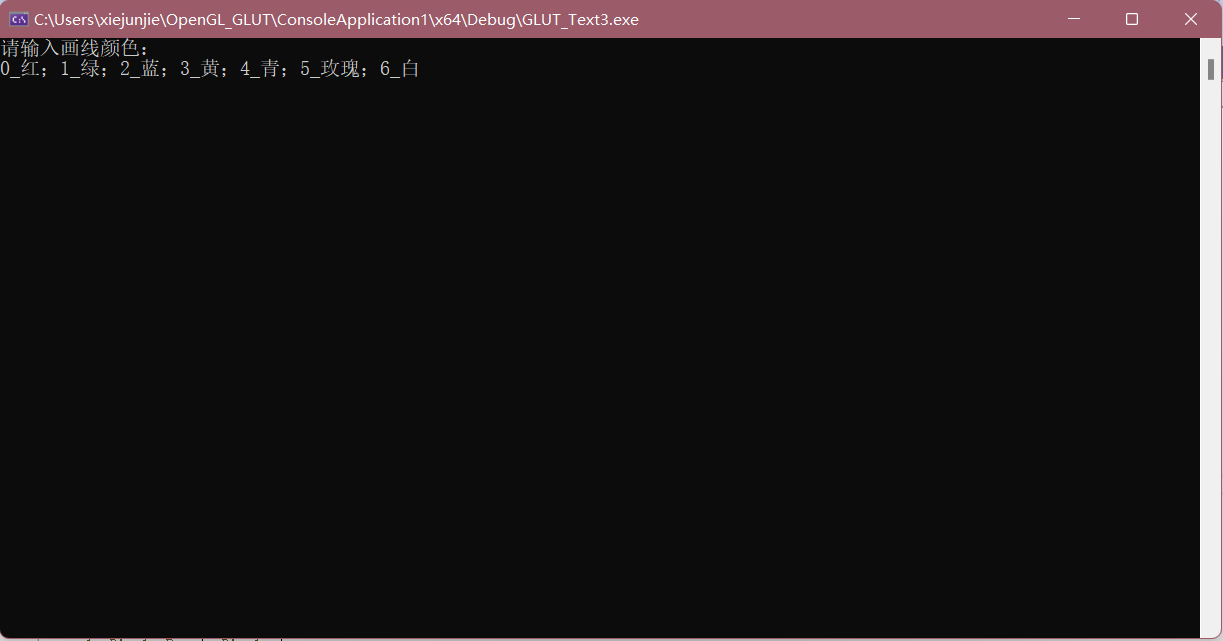 C:\Users\xiejunjie\OpenGL_GLUT\ConsoleApplication1\x64\Debug\GLUT_Text3.exe
请输入画线颜色：
0_红；1_绿；2_蓝；3_黄；4_青；5_玫瑰；6_白